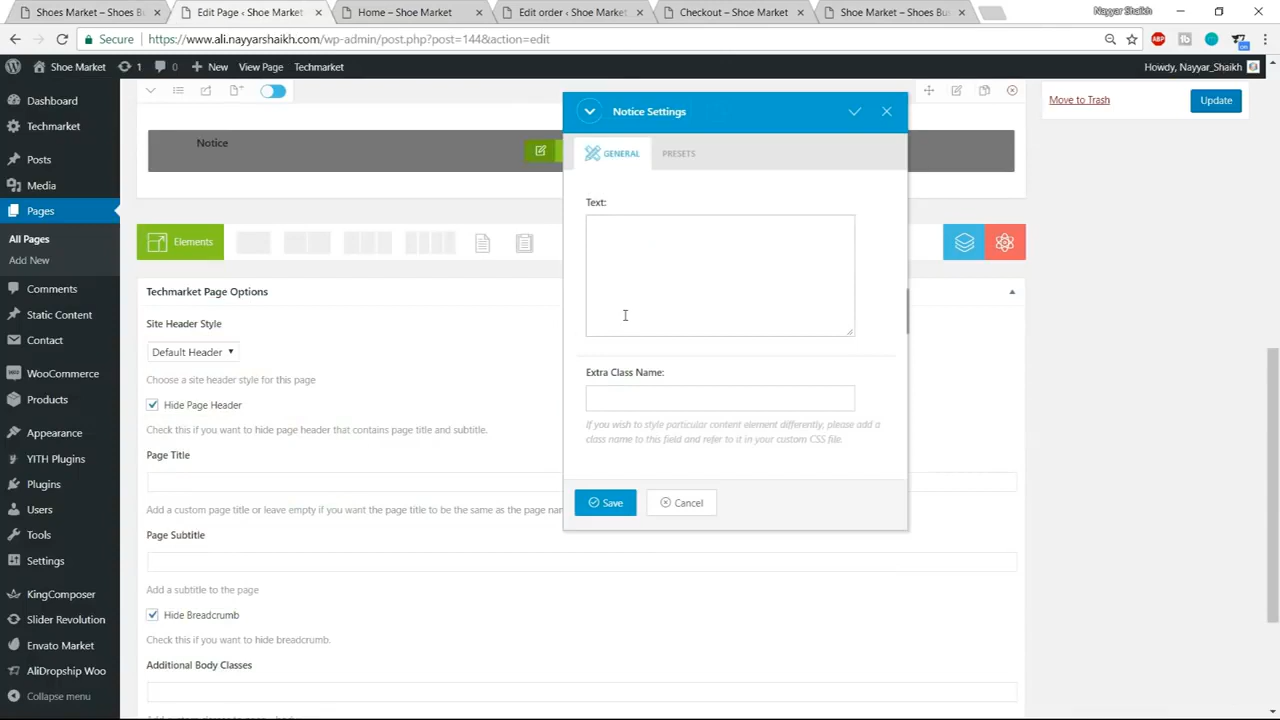 Shoes Market – Shoes B
Edit Page ‹ Shoe Market
Home – Shoe Market
Edit order ‹ Shoe Market
Checkout – Shoe Market
Shoe Market – Shoes Bu
Nayyar Shaikh
Secure
https://www.ali.nayyarshaikh.com/wp-admin/post.php?post=144&action=edit
ABP
on
Shoe Market
1
0
New
View Page
Techmarket
Howdy, Nayyar_Shaikh
Dashboard
Techmarket
Posts
Media
Pages
All Pages
Add New
Comments
Static Content
Contact
WooCommerce
Products
Appearance
YITH Plugins
Plugins
Users
Tools
Settings
KingComposer
Slider Revolution
Envato Market
AliDropship Woo
Collapse menu
Notice
Elements
Techmarket Page Options
Site Header Style
Default Header
Choose a site header style for this page
Hide Page Header
Check this if you want to hide page header that contains page title and subtitle.
Page Title
Add a custom page title or leave empty if you want the page title to be the same as the page nam
Page Subtitle
Add a subtitle to the page
Hide Breadcrumb
Check this if you want to hide breadcrumb.
Additional Body Classes
Notice Settings
GENERAL
PRESETS
Text:
Extra Class Name:
If you wish to style particular content element differently, please add a
class name to this field and refer to it in your custom CSS file.
Save
Cancel
Move to Trash
Update